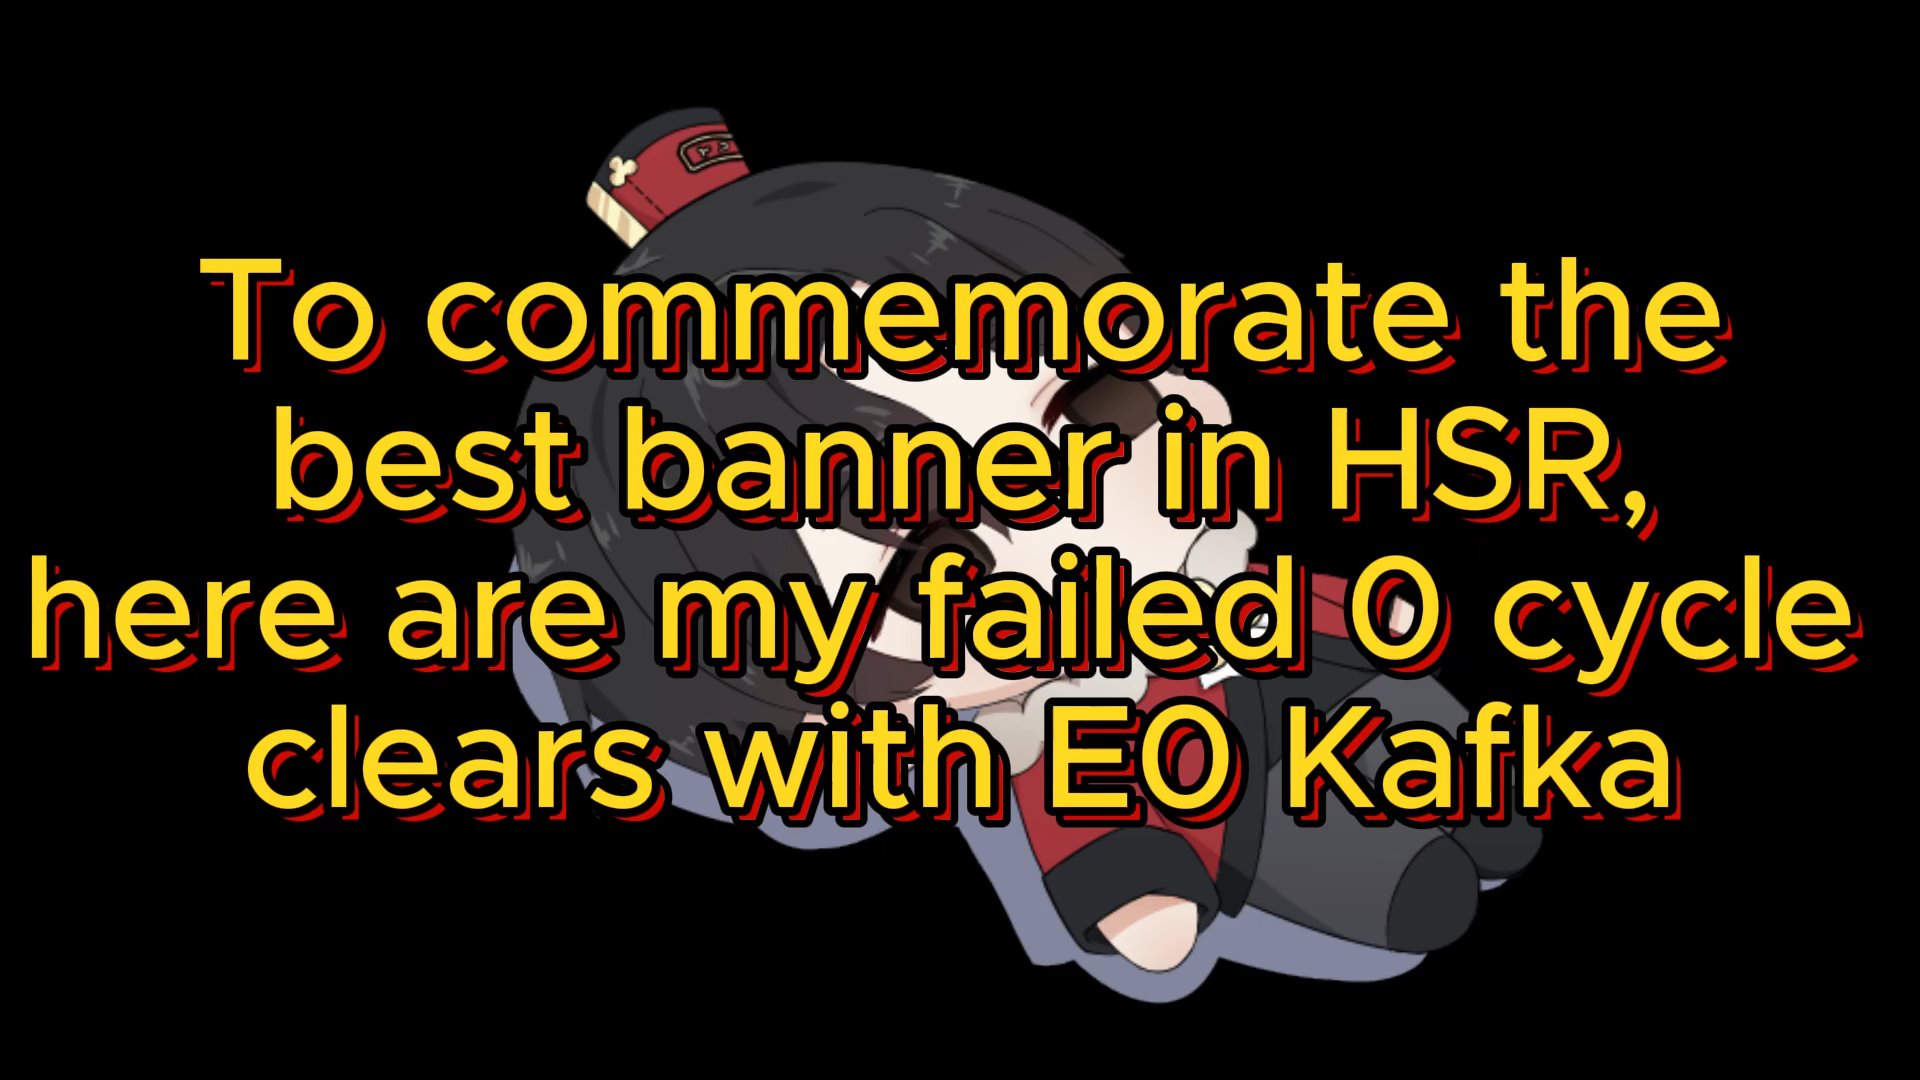 To commemorate the
best banner in HSR,
here are my failed 0 cycle
clears with E0 Kafka